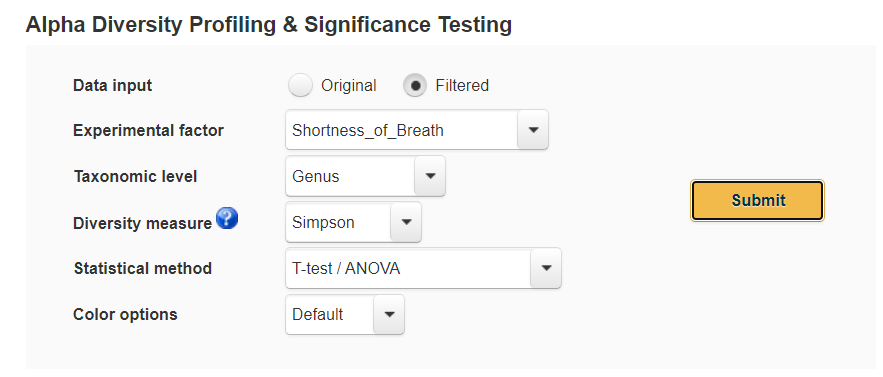 Alpha Diversity Profiling & Significance Testing
Data input Original Filtered
Experimental factor Shortness_of_Breath
Taxonomic level Genus
Diversity measure ? Simpson
Submit
Statistical method T-test / ANOVA
Color options Default